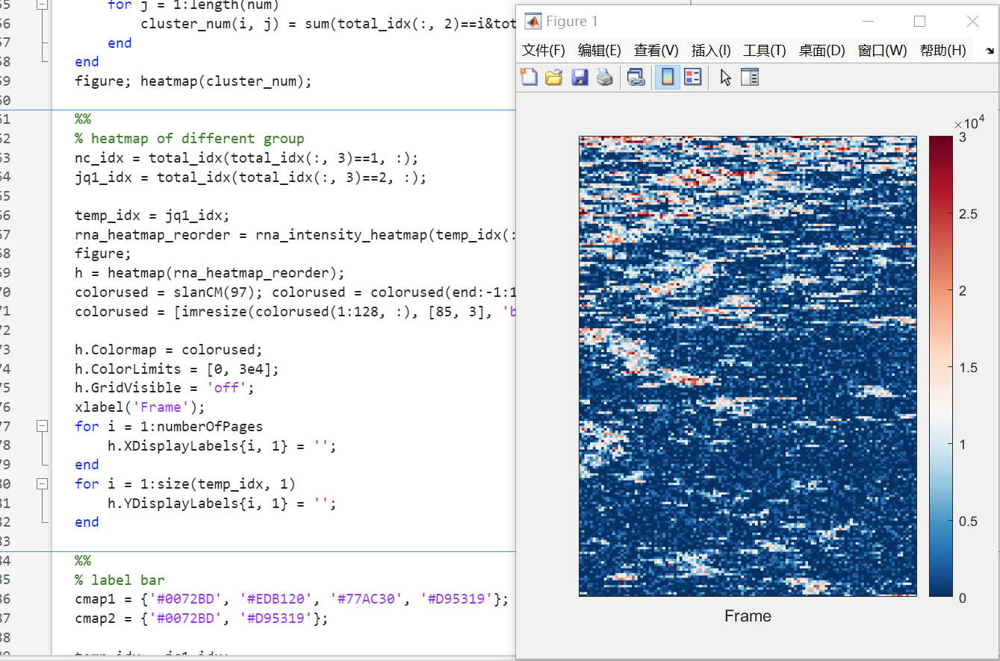 for j = 1:length(num)
cluster_num(i, j) = sum(total_idx(:, 2)==i&tot
end
end
figure; heatmap(cluster_num);
%%
% heatmap of different group
nc_idx = total_idx(total_idx(:, 3)==1, :);
jq1_idx = total_idx(total_idx(:, 3)==2, :);
temp_idx = jq1_idx;
rna_heatmap_reorder = rna_intensity_heatmap(temp_idx(:
figure;
h = heatmap(rna_heatmap_reorder);
colorused = slanCM(97); colorused = colorused(end:-1:1
colorused = [imresize(colorused(1:128, :), [85, 3], 'b
h.Colormap = colorused;
h.ColorLimits = [0, 3e4];
h.GridVisible = 'off';
xlabel('Frame');
for i = 1:numberOfPages
h.XDisplayLabels{i, 1} = '';
end
for i = 1:size(temp_idx, 1)
h.YDisplayLabels{i, 1} = '';
end
%%
% label bar
cmap1 = {'#0072BD', '#EDB120', '#77AC30', '#D95319'};
cmap2 = {'#0072BD', '#D95319'};
Figure 1
文件(F) 编辑(E) 查看(V) 插入(I) 工具(T) 桌面(D) 窗口(W) 帮助(H)
×10⁴
3
2.5
2
1.5
1
0.5
0
Frame